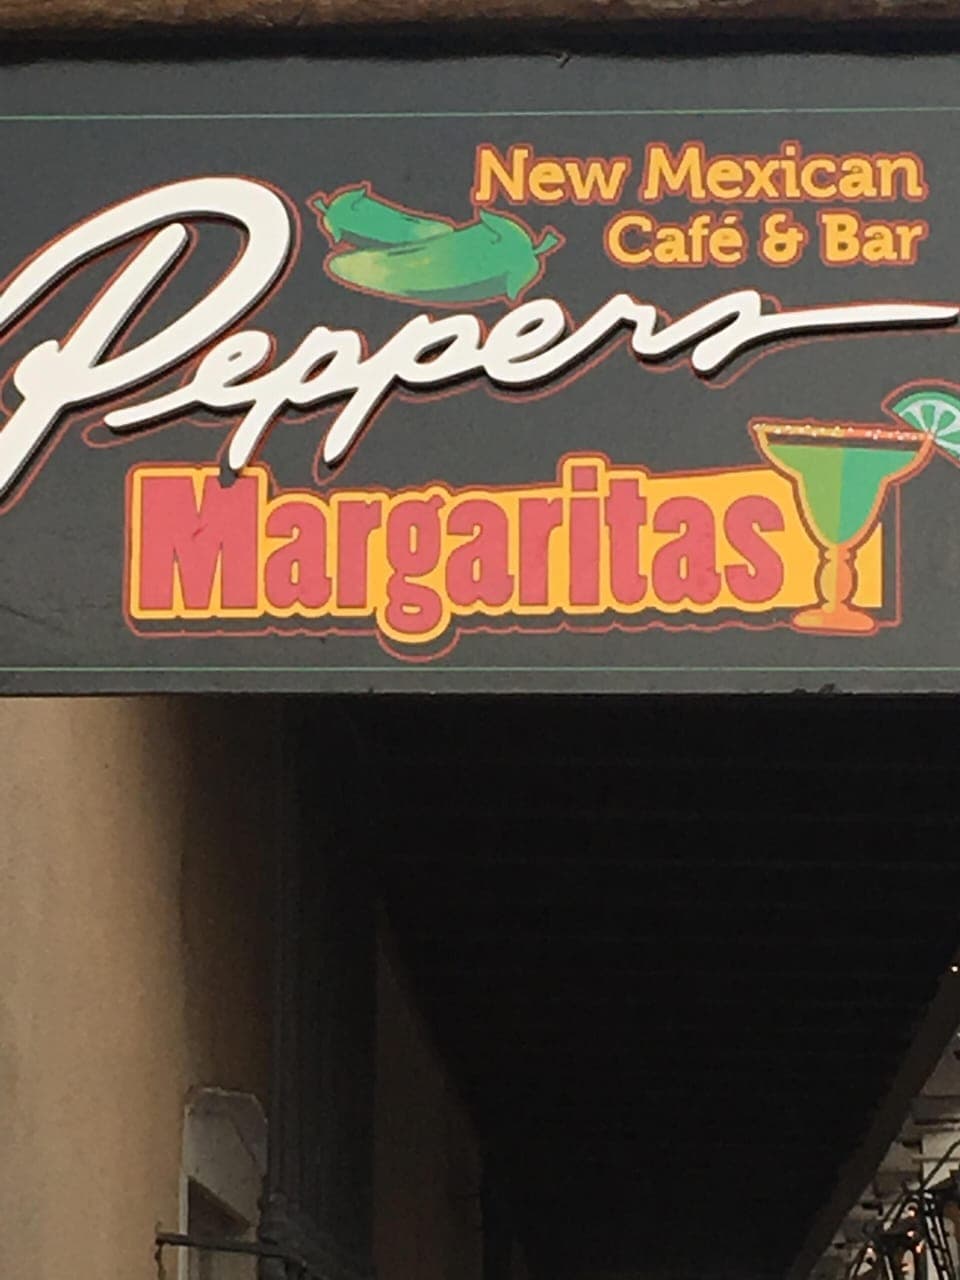 New Mexican
Café & Bar
Peppers
Margaritas